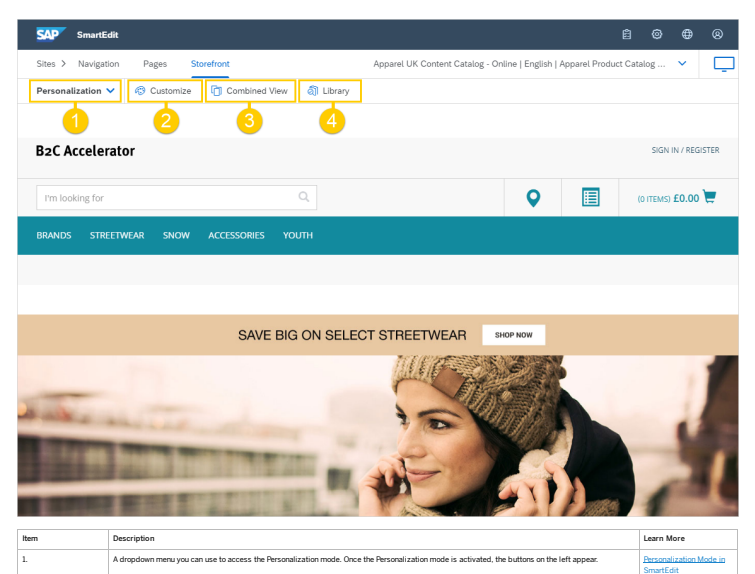 SAP SmartEdit
Sites > Navigation Pages Storefront Apparel UK Content Catalog - Online | English | Apparel Product Catalog ...
Personalization Customize Combined View Library
1 2 3 4
B2C Accelerator SIGN IN / REGISTER
I'm looking for (0 ITEMS) £0.00
BRANDS STREETWEAR SNOW ACCESSORIES YOUTH
SAVE BIG ON SELECT STREETWEAR SHOP NOW
Item Description Learn More
1. A dropdown menu you can use to access the Personalization mode. Once the Personalization mode is activated, the buttons on the left appear. Personalization Mode in
SmartEdit